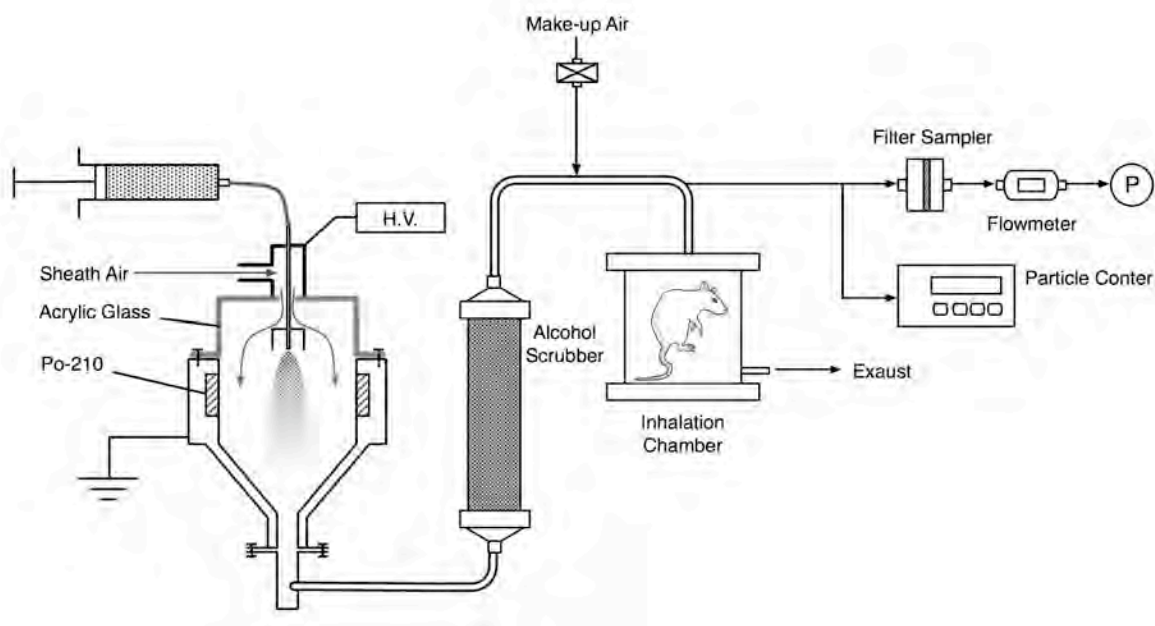 Make-up Air
Filter Sampler
P
Flowmeter
H.V.
Sheath Air
Particle Conter
Acrylic Glass
Alcohol
Scrubber
Po-210
Exaust
Inhalation
Chamber